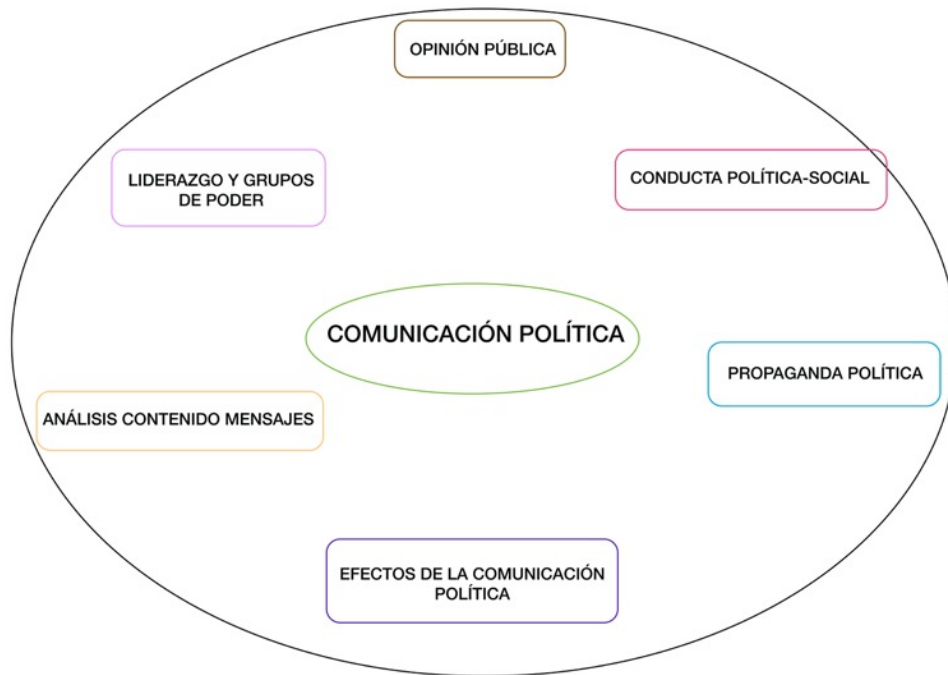 OPINIÓN PÚBLICA
LIDERAZGO Y GRUPOS
DE PODER
CONDUCTA POLÍTICA-SOCIAL
COMUNICACIÓN POLÍTICA
PROPAGANDA POLÍTICA
ANÁLISIS CONTENIDO MENSAJES
EFECTOS DE LA COMUNICACIÓN
POLÍTICA